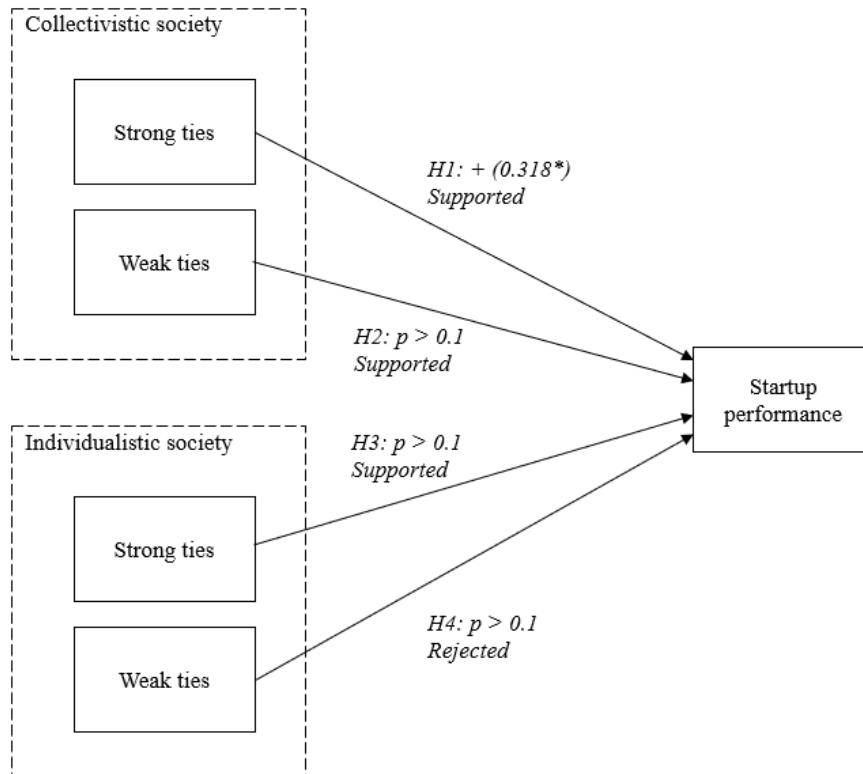 Collectivistic society
Strong ties
H1: + (0.318*)
Supported
Weak ties
H2: p > 0.1
Supported
Startup
performance
Individualistic society
H3: p > 0.1
Supported
Strong ties
H4: p > 0.1
Rejected
Weak ties